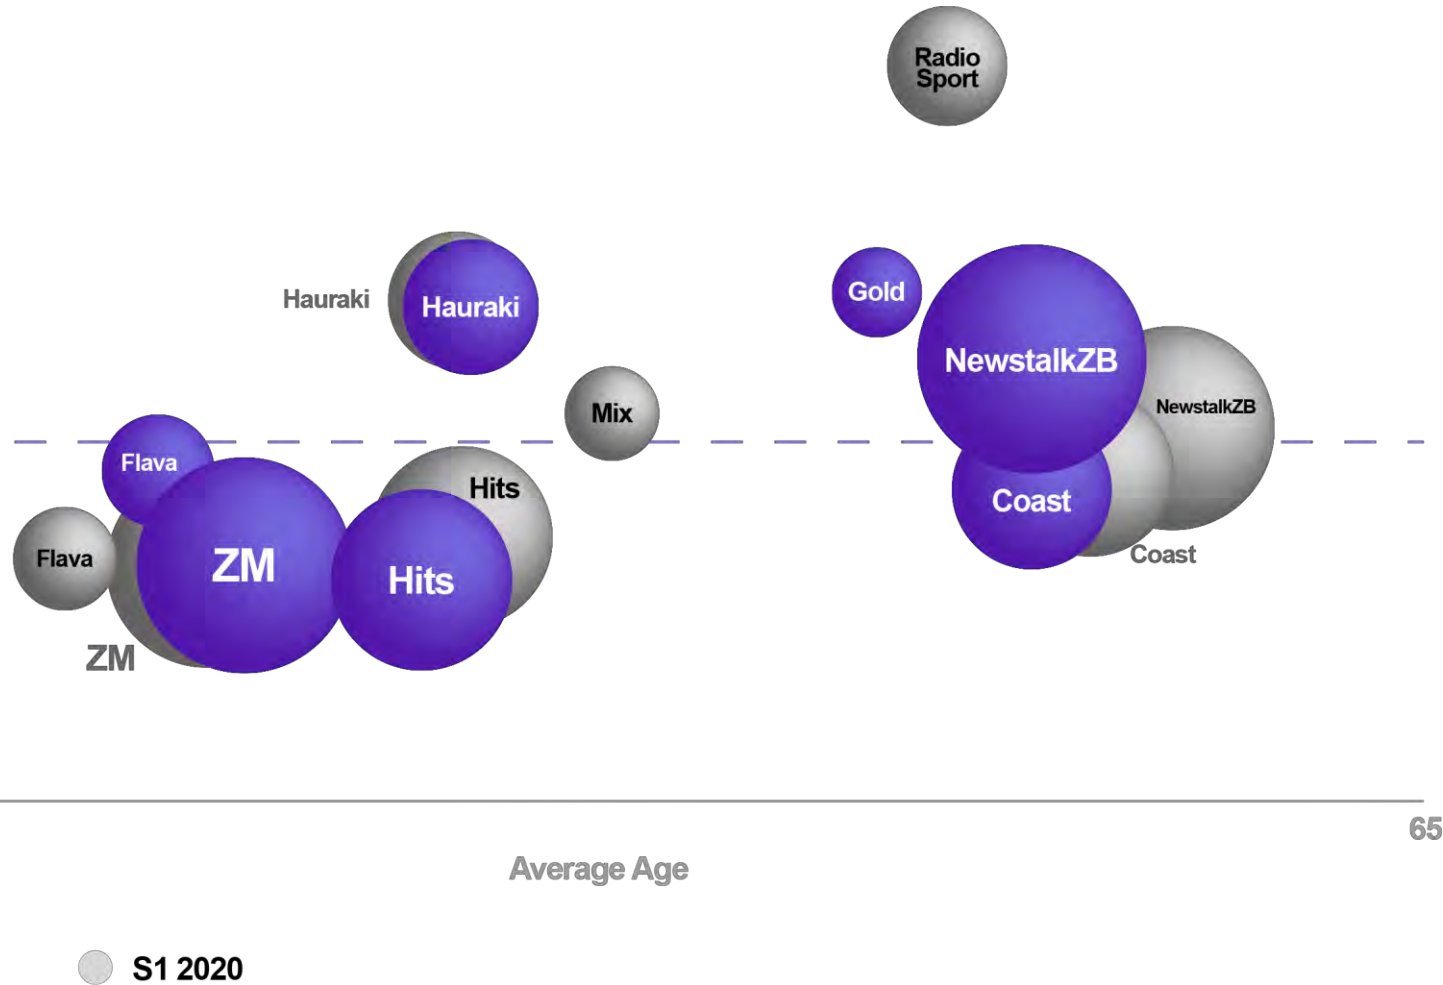 Radio
Sport
Hauraki
Hauraki
Gold
NewstalkZB
NewstalkZB
Mix
Flava
Hits
Coast
Coast
Flava
ZM
Hits
ZM
65
Average Age
S1 2020